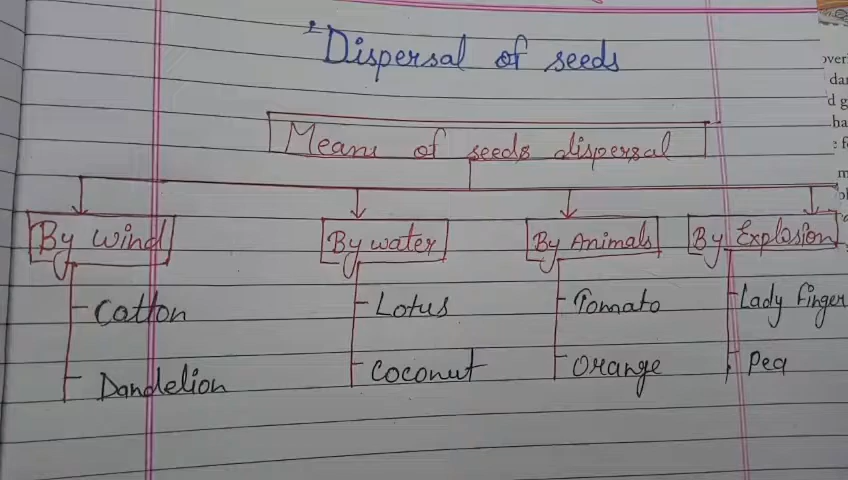 Dispersal of seeds
Means of seeds dispersal
By wind
By water
By Animals
By Explosion
Cotton
Lotus
Tomato
Lady finger
Dandelion
Coconut
Orange
Pea